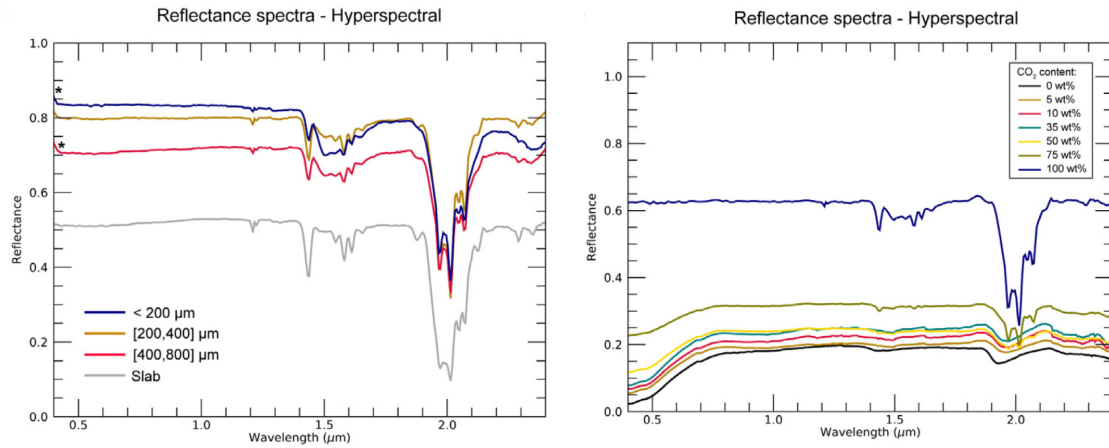 Reflectance spectra - Hyperspectral
1.0
0.8
0.6
0.4
0.2
0.0
Reflectance
*
*
< 200 µm
[200,400] µm
[400,800] µm
Slab
0.5
1.0
1.5
2.0
Wavelength (µm)
Reflectance spectra - Hyperspectral
1.0
0.8
0.6
0.4
0.2
0.0
Reflectance
CO₂ content:
0 wt%
5 wt%
10 wt%
35 wt%
50 wt%
75 wt%
100 wt%
0.5
1.0
1.5
2.0
Wavelength (µm)